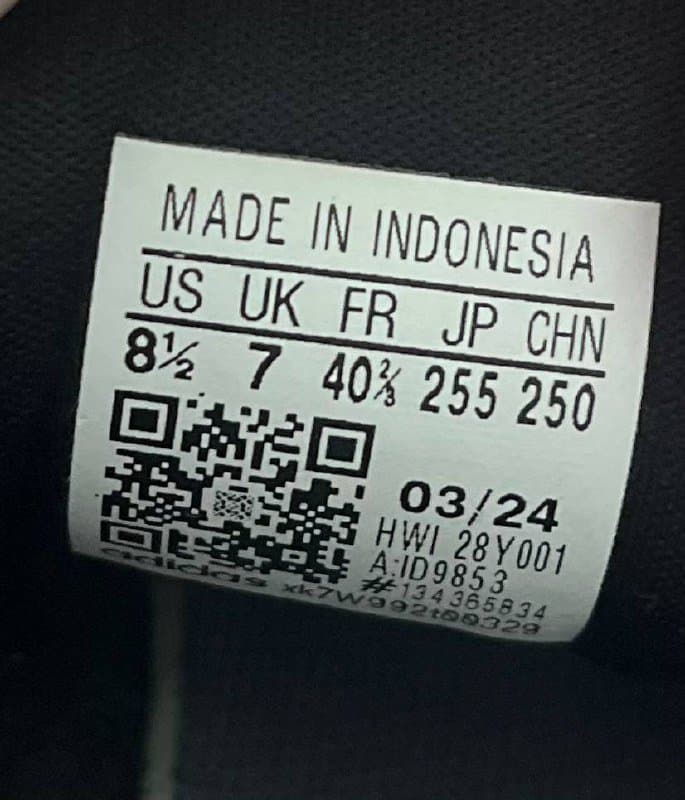 MADE IN INDONESIA
US UK FR JP CHN
8½ 7 40⅔ 255 250
03/24
HWI 28Y001
A:ID9853
#134365834
adidas xk7W992t00329